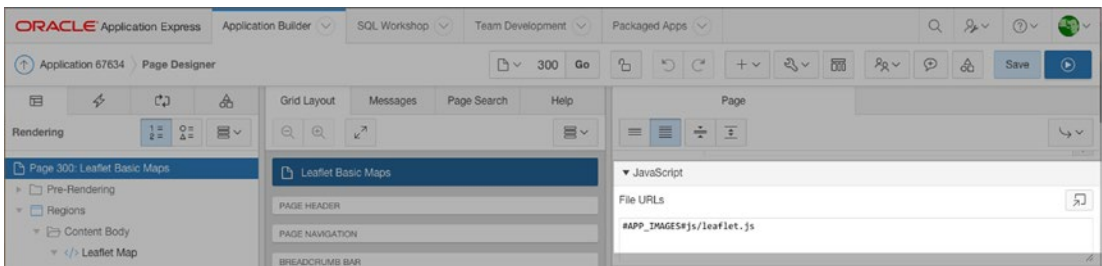 ORACLE Application Express
Application Builder
SQL Workshop
Team Development
Packaged Apps
Application 67634
Page Designer
300
Go
Save
Rendering
Page 300: Leaflet Basic Maps
Pre-Rendering
Regions
Content Body
</> Leaflet Map
Grid Layout
Messages
Page Search
Help
Leaflet Basic Maps
PAGE HEADER
PAGE NAVIGATION
BREADCRUMB BAR
Page
JavaScript
File URLs
#APP_IMAGES#js/leaflet.js